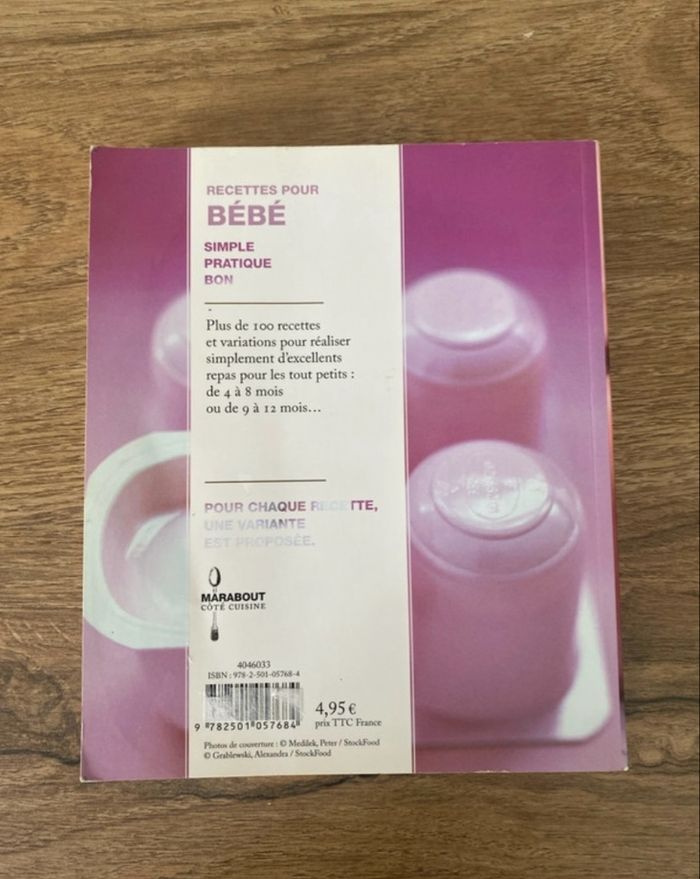 RECETTES POUR
BÉBÉ
SIMPLE
PRATIQUE
BON
Plus de 100 recettes
et variations pour réaliser
simplement d'excellents
repas pour les tout petits :
de 4 à 8 mois
ou de 9 à 12 mois...
POUR CHAQUE RECETTE,
UNE VARIANTE
EST PROPOSÉE.
MARABOUT
CÔTÉ CUISINE
4046033
ISBN : 978-2-501-05768-4
9 782501 057684
4,95 €
prix TTC France
Photos de couverture : © Medilek, Peter / StockFood
© Grablewski, Alexandra / StockFood